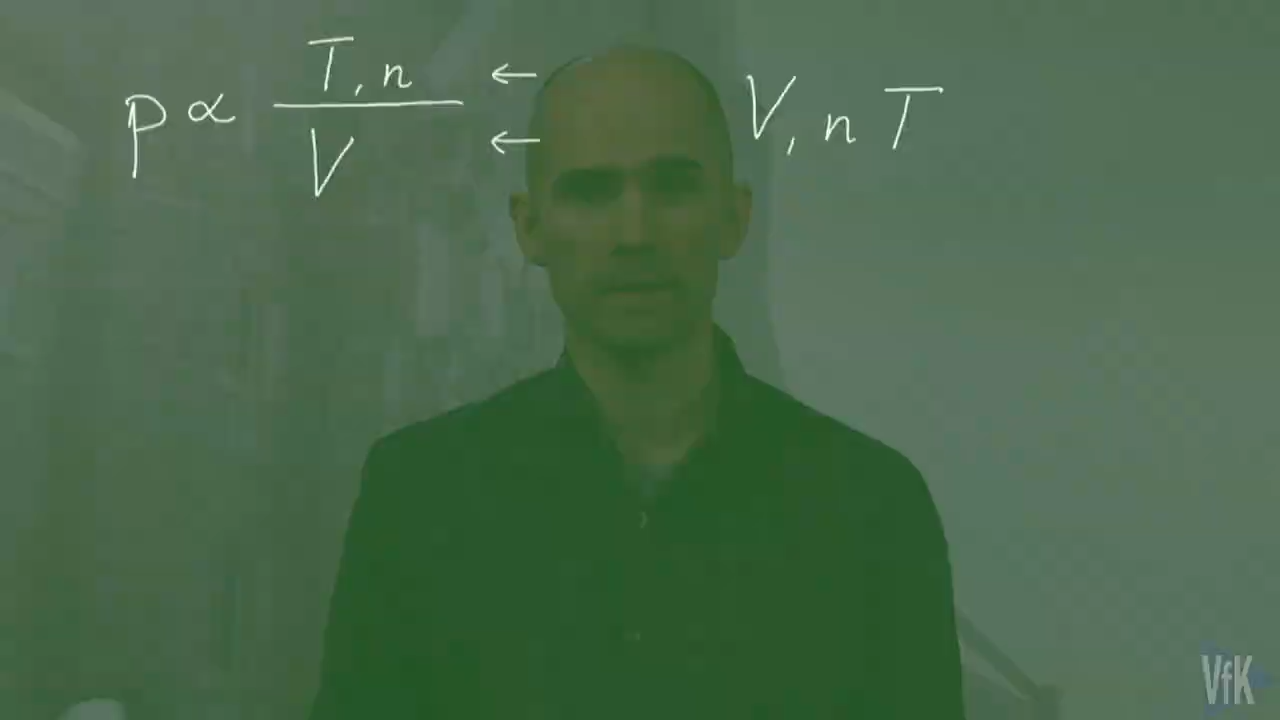 p ∝ T, n / V ← ← V, n T
VfK